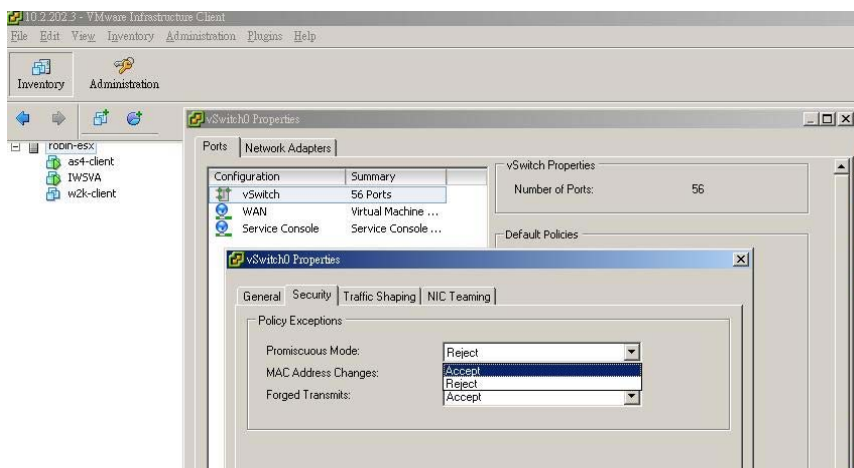 10.2.202.3 - VMware Infrastructure Client
File Edit View Inventory Administration Plugins Help
Inventory Administration
vSwitch0 Properties
robin-esx
as4-client
IWSVA
w2k-client
Ports Network Adapters
Configuration Summary
vSwitch 56 Ports
WAN Virtual Machine ...
Service Console Service Console ...
vSwitch Properties
Number of Ports: 56
Default Policies
vSwitch0 Properties
General Security Traffic Shaping NIC Teaming
Policy Exceptions
Promiscuous Mode: Reject
MAC Address Changes: Accept
Reject
Forged Transmits: Accept